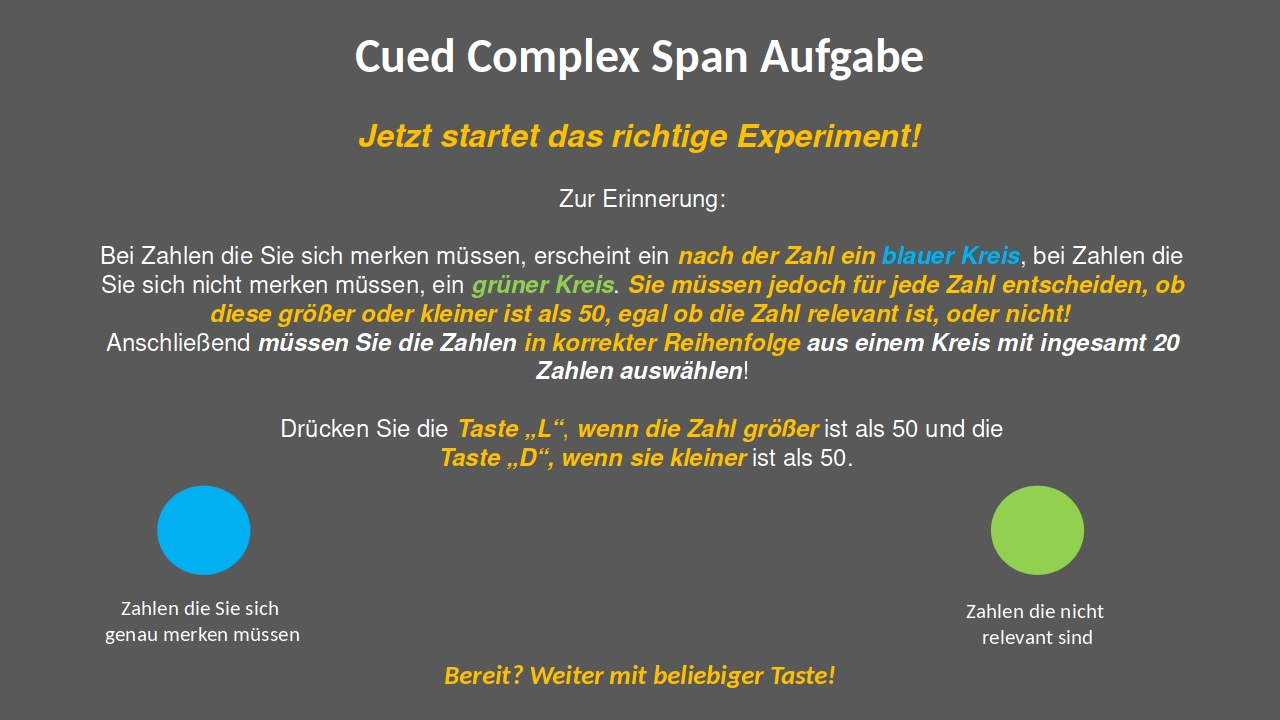 Cued Complex Span Aufgabe
Jetzt startet das richtige Experiment!
Zur Erinnerung:
Bei Zahlen die Sie sich merken müssen, erscheint ein nach der Zahl ein blauer Kreis, bei Zahlen die
Sie sich nicht merken müssen, ein grüner Kreis. Sie müssen jedoch für jede Zahl entscheiden, ob
diese größer oder kleiner ist als 50, egal ob die Zahl relevant ist, oder nicht!
Anschließend müssen Sie die Zahlen in korrekter Reihenfolge aus einem Kreis mit ingesamt 20
Zahlen auswählen!
Drücken Sie die Taste „L“, wenn die Zahl größer ist als 50 und die
Taste „D“, wenn sie kleiner ist als 50.
Zahlen die Sie sich
genau merken müssen
Zahlen die nicht
relevant sind
Bereit? Weiter mit beliebiger Taste!